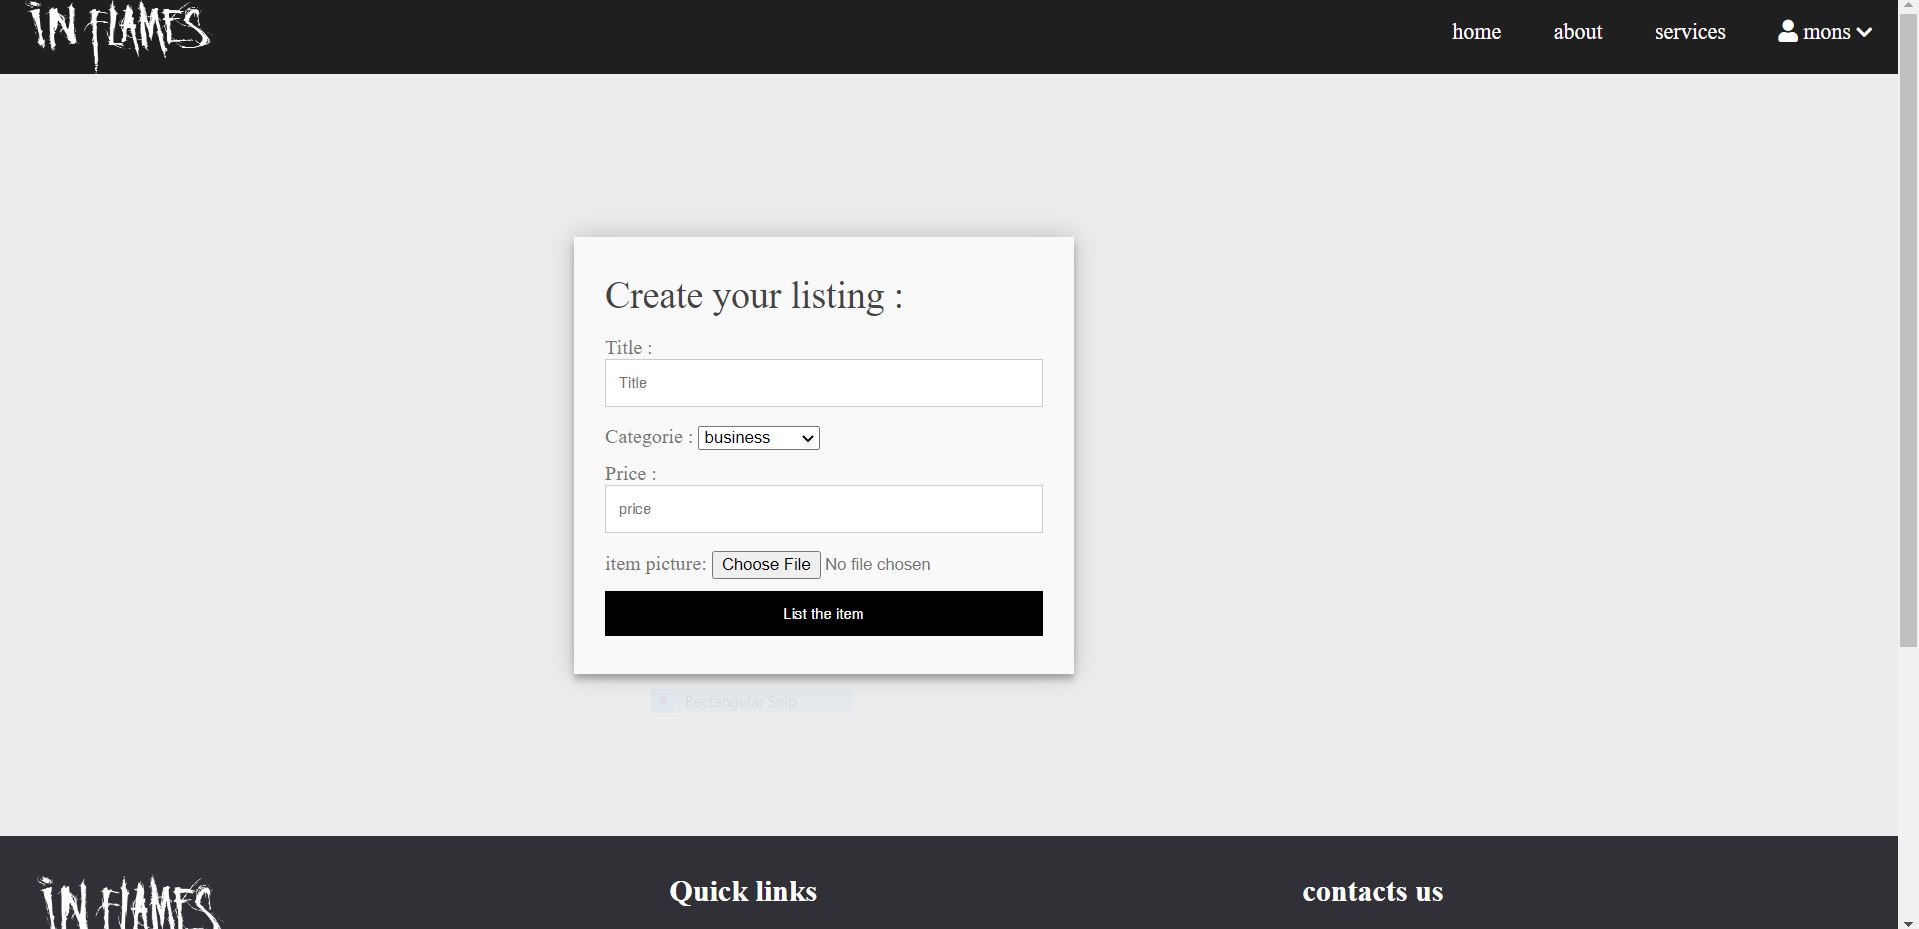 IN FLAMES
home about services mons
Create your listing :
Title :
Title
Categorie : business
Price :
price
item picture: Choose File No file chosen
List the item
Rectangular Snip
IN FLAMES Quick links contacts us